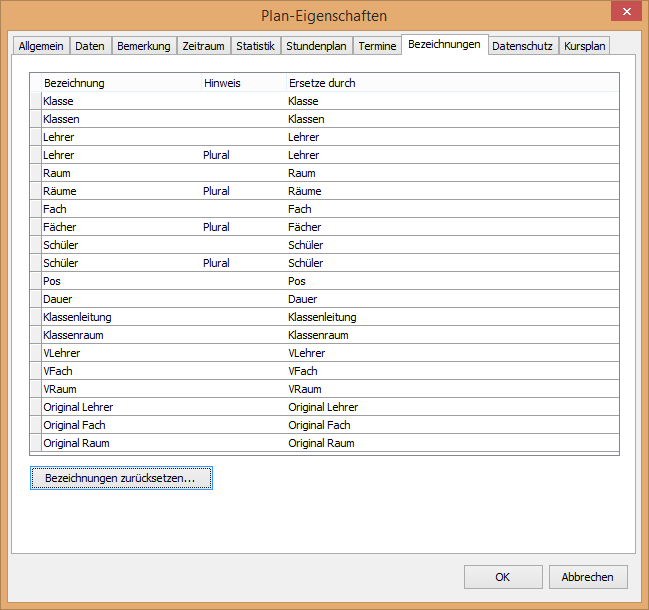 Plan-Eigenschaften
Allgemein Daten Bemerkung Zeitraum Statistik Stundenplan Termine Bezeichnungen Datenschutz Kursplan
Bezeichnung Hinweis Ersetze durch
Klasse Klasse
Klassen Klassen
Lehrer Lehrer
Lehrer Plural Lehrer
Raum Raum
Räume Plural Räume
Fach Fach
Fächer Plural Fächer
Schüler Schüler
Schüler Plural Schüler
Pos Pos
Dauer Dauer
Klassenleitung Klassenleitung
Klassenraum Klassenraum
VLehrer VLehrer
VFach VFach
VRaum VRaum
Original Lehrer Original Lehrer
Original Fach Original Fach
Original Raum Original Raum
Bezeichnungen zurücksetzen...
OK Abbrechen